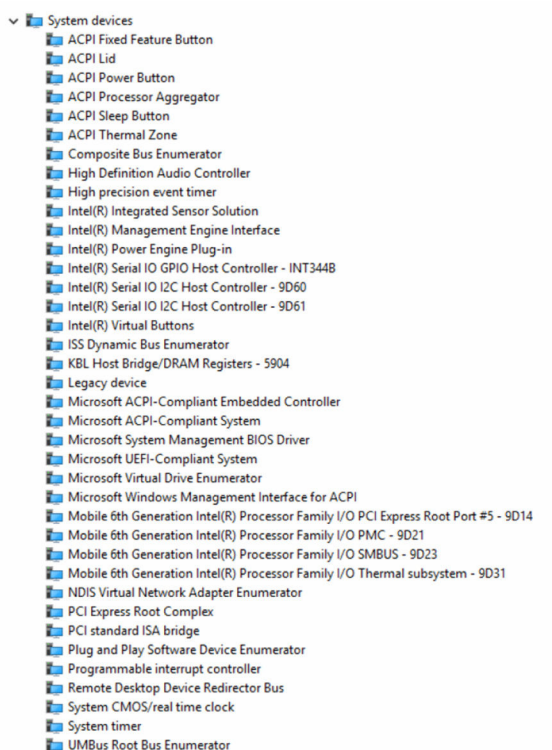 System devices
ACPI Fixed Feature Button
ACPI Lid
ACPI Power Button
ACPI Processor Aggregator
ACPI Sleep Button
ACPI Thermal Zone
Composite Bus Enumerator
High Definition Audio Controller
High precision event timer
Intel(R) Integrated Sensor Solution
Intel(R) Management Engine Interface
Intel(R) Power Engine Plug-in
Intel(R) Serial IO GPIO Host Controller - INT344B
Intel(R) Serial IO I2C Host Controller - 9D60
Intel(R) Serial IO I2C Host Controller - 9D61
Intel(R) Virtual Buttons
ISS Dynamic Bus Enumerator
KBL Host Bridge/DRAM Registers - 5904
Legacy device
Microsoft ACPI-Compliant Embedded Controller
Microsoft ACPI-Compliant System
Microsoft System Management BIOS Driver
Microsoft UEFI-Compliant System
Microsoft Virtual Drive Enumerator
Microsoft Windows Management Interface for ACPI
Mobile 6th Generation Intel(R) Processor Family I/O PCI Express Root Port #5 - 9D14
Mobile 6th Generation Intel(R) Processor Family I/O PMC - 9D21
Mobile 6th Generation Intel(R) Processor Family I/O SMBUS - 9D23
Mobile 6th Generation Intel(R) Processor Family I/O Thermal subsystem - 9D31
NDIS Virtual Network Adapter Enumerator
PCI Express Root Complex
PCI standard ISA bridge
Plug and Play Software Device Enumerator
Programmable interrupt controller
Remote Desktop Device Redirector Bus
System CMOS/real time clock
System timer
UMBus Root Bus Enumerator